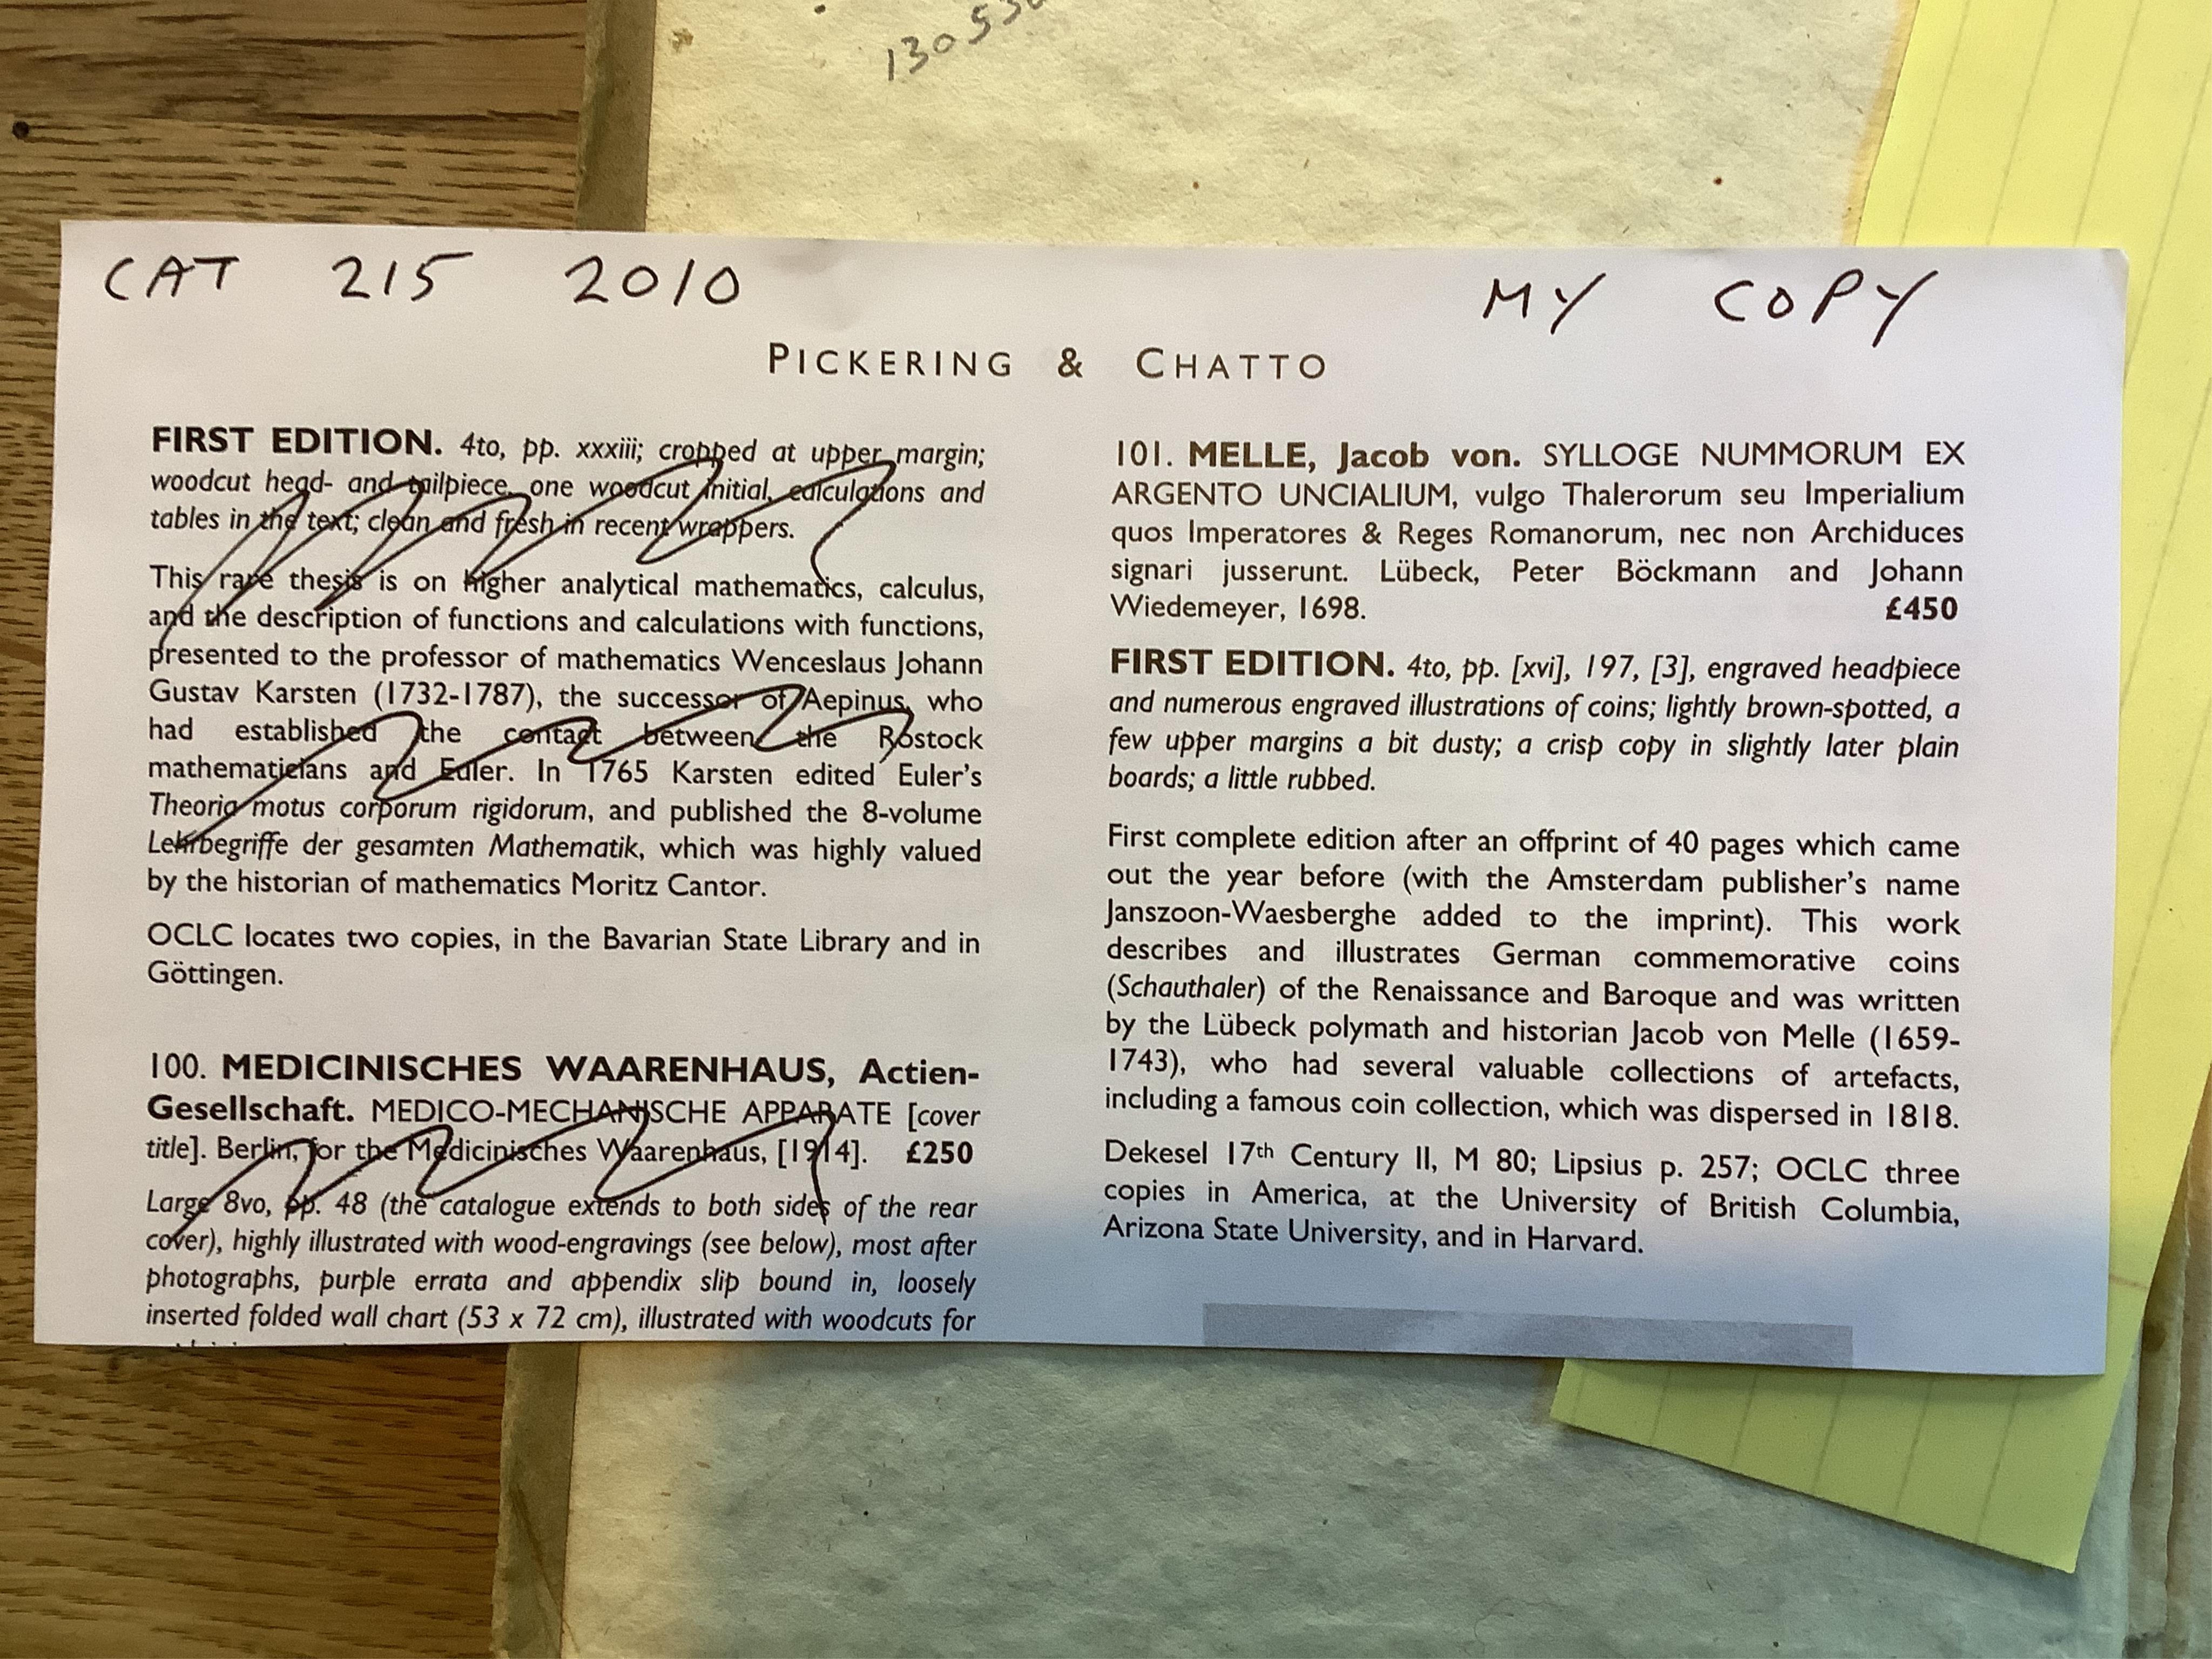 13055
CAT 215 2010
MY COPY
PICKERING & CHATTO
FIRST EDITION. 4to, pp. xxxiii; cropped at upper margin;
woodcut head- and tailpiece, one woodcut initial, calculations and
tables in the text; clean and fresh in recent wrappers.
This rare thesis is on higher analytical mathematics, calculus,
and the description of functions and calculations with functions,
presented to the professor of mathematics Wenceslaus Johann
Gustav Karsten (1732-1787), the successor of Aepinus, who
had established the contact between the Rostock
mathematicians and Euler. In 1765 Karsten edited Euler's
Theoria motus corporum rigidorum, and published the 8-volume
Lehrbegriffe der gesamten Mathematik, which was highly valued
by the historian of mathematics Moritz Cantor.
OCLC locates two copies, in the Bavarian State Library and in
Göttingen.
100. MEDICINISCHES WAARENHAUS, Actien-
Gesellschaft. MEDICO-MECHANISCHE APPARATE [cover
title]. Berlin, for the Medicinisches Waarenhaus, [1914]. £250
Large 8vo, pp. 48 (the catalogue extends to both sides of the rear
cover), highly illustrated with wood-engravings (see below), most after
photographs, purple errata and appendix slip bound in, loosely
inserted folded wall chart (53 x 72 cm), illustrated with woodcuts for
101. MELLE, Jacob von. SYLLOGE NUMMORUM EX
ARGENTO UNCIALIUM, vulgo Thalerorum seu Imperialium
quos Imperatores & Reges Romanorum, nec non Archiduces
signari jusserunt. Lübeck, Peter Böckmann and Johann
Wiedemeyer, 1698. £450
FIRST EDITION. 4to, pp. [xvi], 197, [3], engraved headpiece
and numerous engraved illustrations of coins; lightly brown-spotted, a
few upper margins a bit dusty; a crisp copy in slightly later plain
boards; a little rubbed.
First complete edition after an offprint of 40 pages which came
out the year before (with the Amsterdam publisher's name
Janszoon-Waesberghe added to the imprint). This work
describes and illustrates German commemorative coins
(Schauthaler) of the Renaissance and Baroque and was written
by the Lübeck polymath and historian Jacob von Melle (1659-
1743), who had several valuable collections of artefacts,
including a famous coin collection, which was dispersed in 1818.
Dekesel 17th Century II, M 80; Lipsius p. 257; OCLC three
copies in America, at the University of British Columbia,
Arizona State University, and in Harvard.